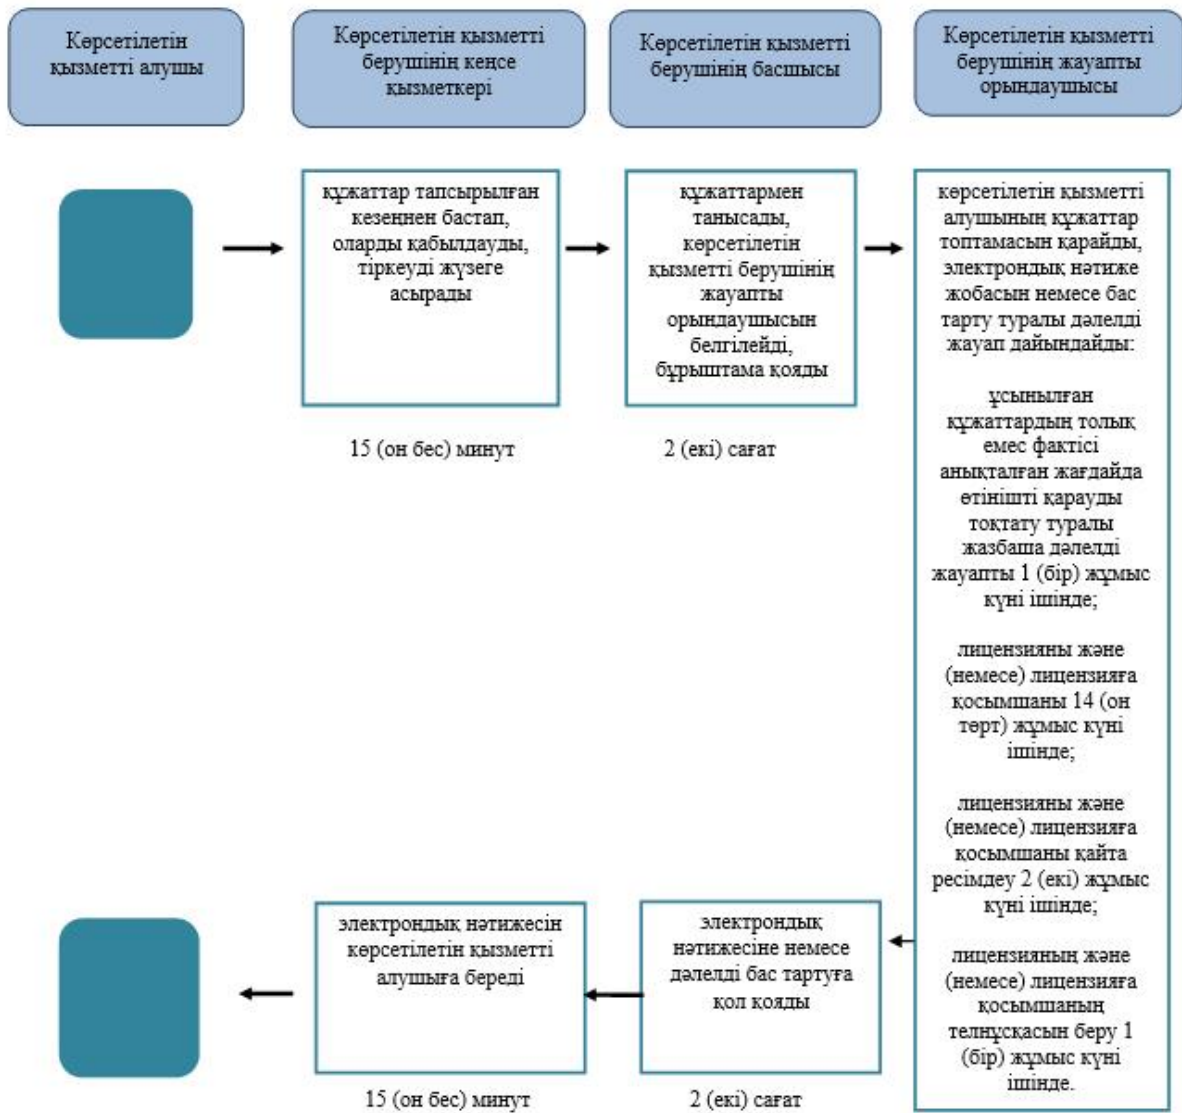 Көрсетілетін
қызметті алушы
Көрсетілетін қызметті
берушінің кеңсе
қызметкері
Көрсетілетін қызметті
берушінің басшысы
Көрсетілетін қызметті
берушінің жауапты
орындаушысы
құжаттар тапсырылған
кезеңнен бастап,
оларды қабылдауды,
тіркеуді жүзеге
асырады
15 (он бес) минут
құжаттармен
танысады,
көрсетілетін
қызметті берушінің
жауапты
орындаушысын
белгілейді,
бұрыштама қояды
2 (екі) сағат
көрсетілетін қызметті
алушының құжаттар
топтамасын қарайды,
электрондық нәтиже
жобасын немесе бас
тарту туралы дәлелді
жауап дайындайды:
ұсынылған
құжаттардың толық
емес фактісі
анықталған жағдайда
өтінішті қарауды
тоқтату туралы
жазбаша дәлелді
жауапты 1 (бір) жұмыс
күні ішінде;
лицензияны және
(немесе) лицензияға
қосымшаны 14 (он
төрт) жұмыс күні
ішінде;
лицензияны және
(немесе) лицензияға
қосымшаны қайта
ресімдеу 2 (екі) жұмыс
күні ішінде;
лицензияның және
(немесе) лицензияға
қосымшаның
телнұсқасын беру 1
(бір) жұмыс күні
ішінде.
электрондық
нәтижесіне немесе
дәлелді бас тартуға
қол қояды
2 (екі) сағат
электрондық нәтижесін
көрсетілетін қызметті
алушыға береді
15 (он бес) минут